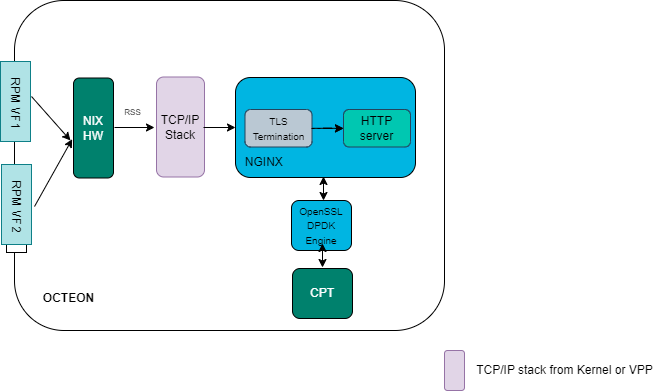 RPM VF1
RPM VF2
NIX
HW
RSS
TCP/IP
Stack
TLS
Termination
HTTP
server
NGINX
OpenSSL
DPDK
Engine
CPT
OCTEON
TCP/IP stack from Kernel or VPP